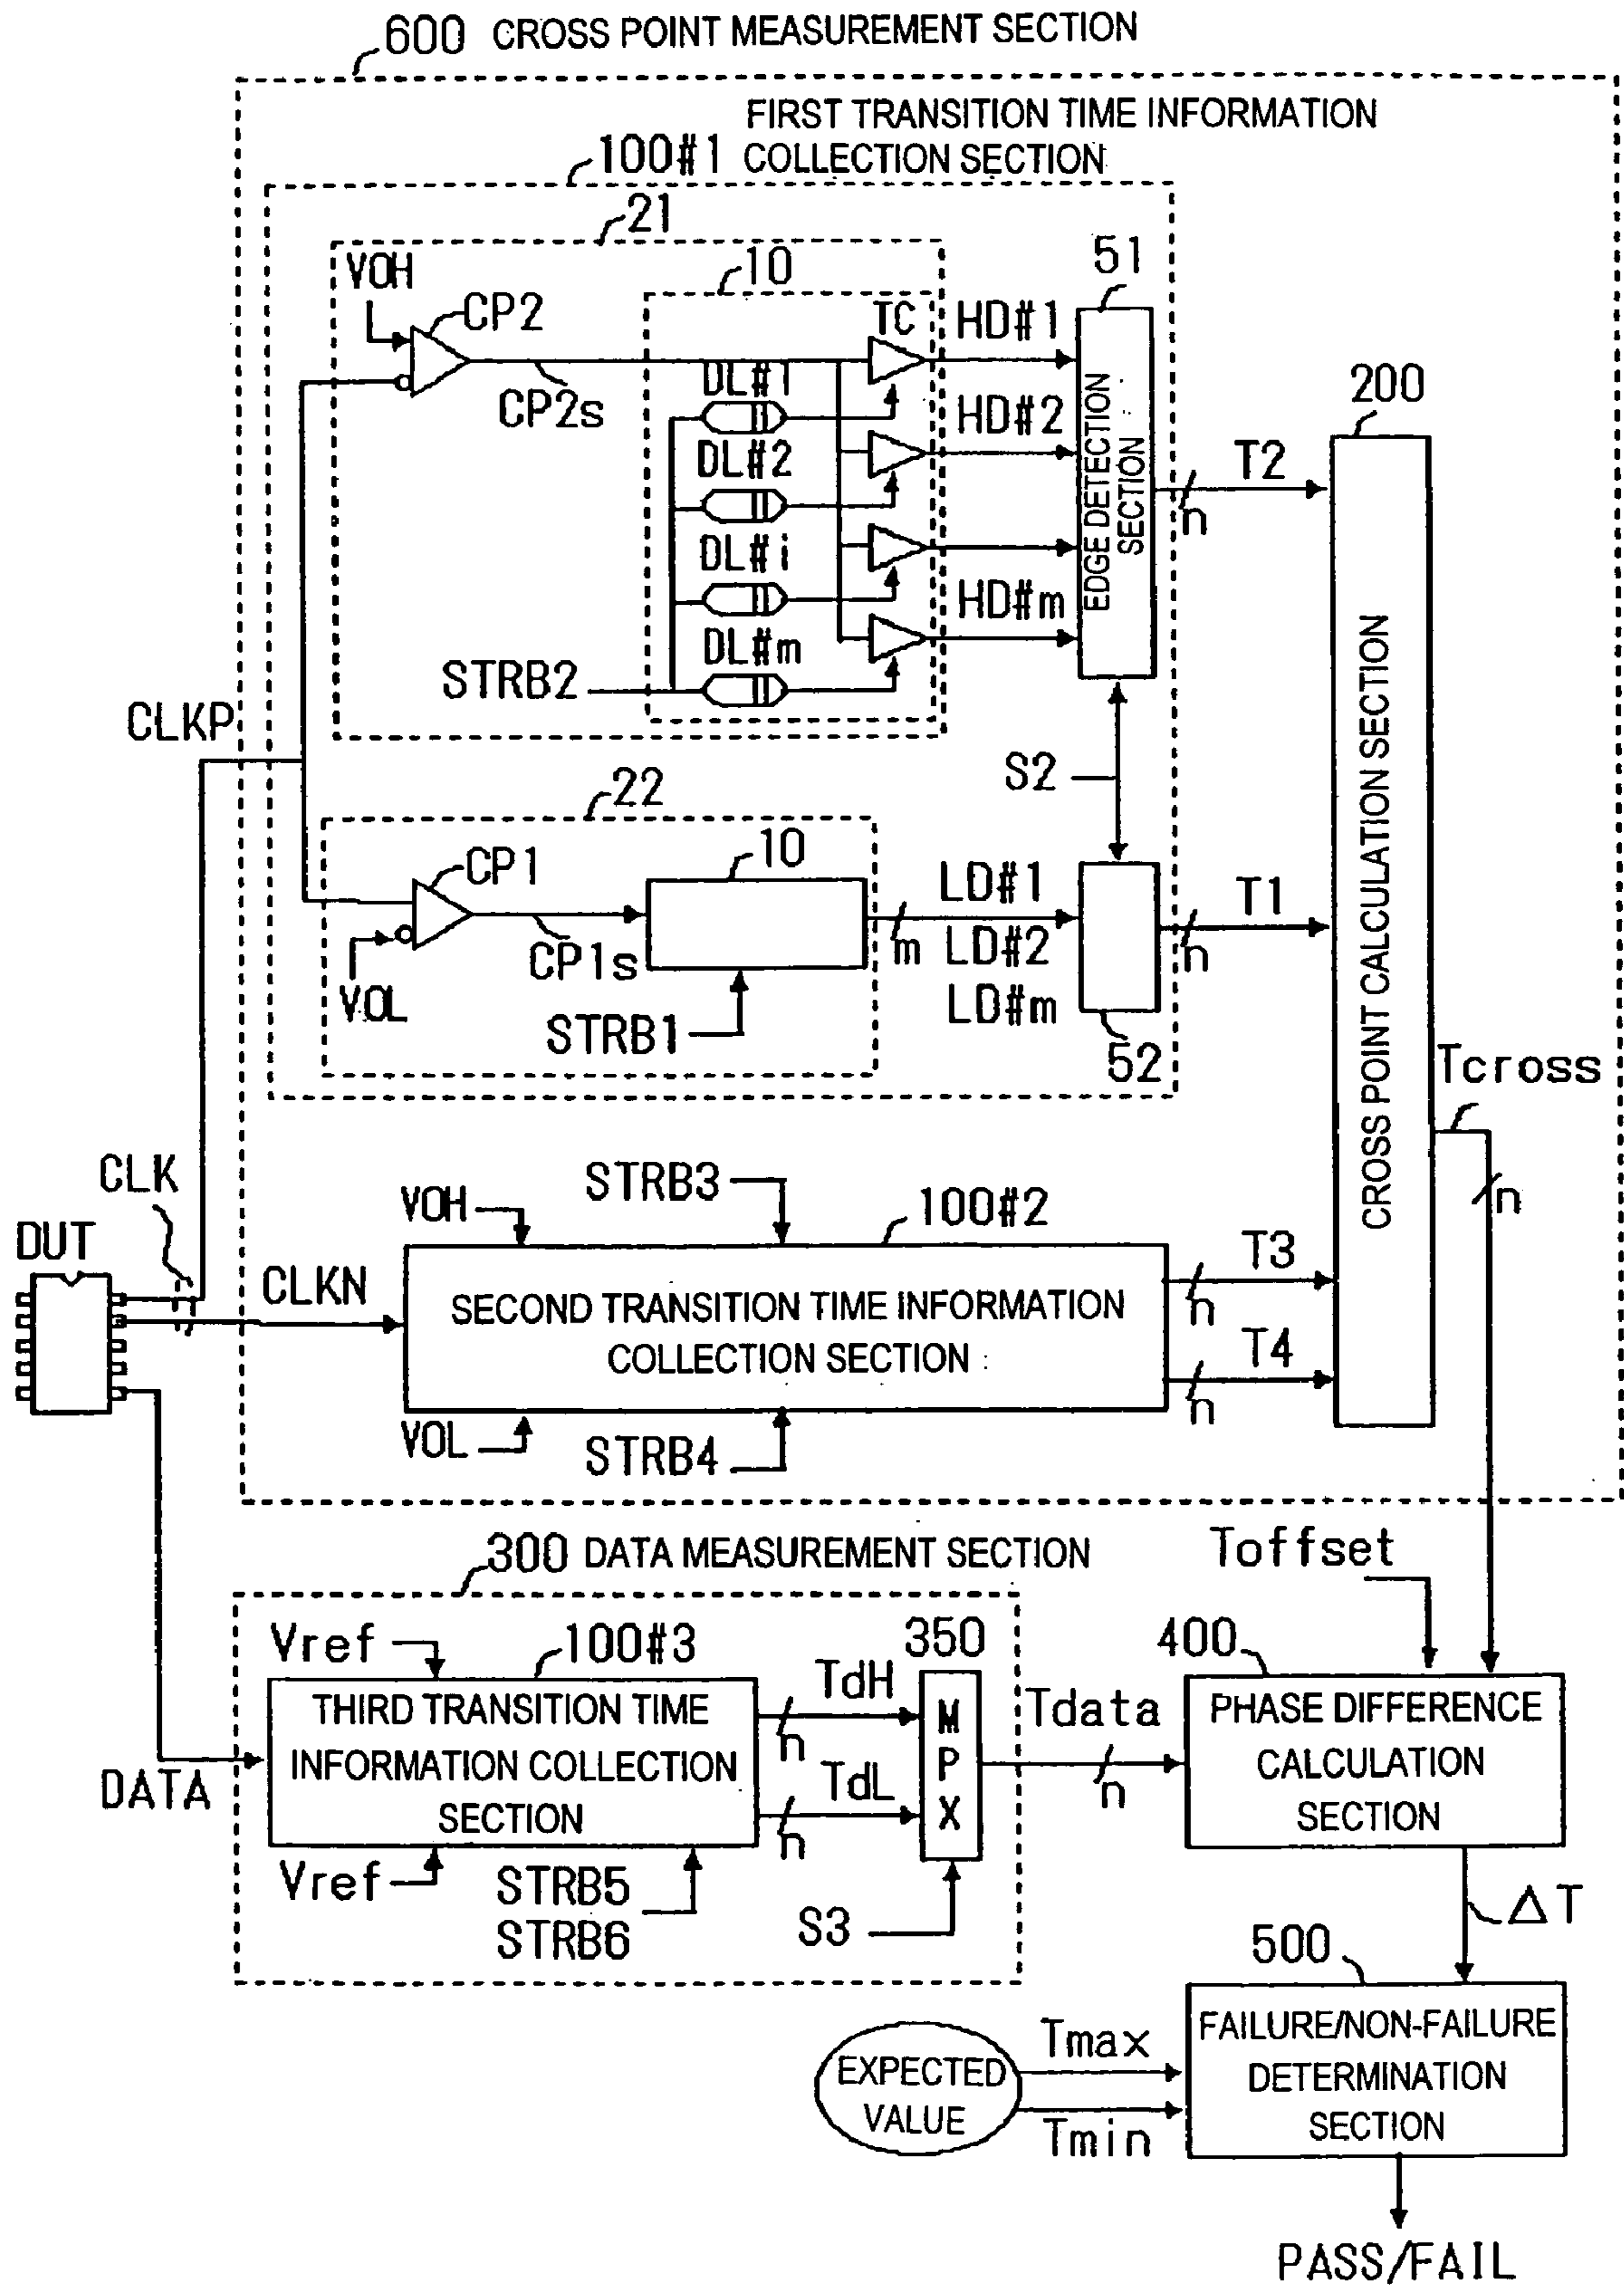 600 CROSS POINT MEASUREMENT SECTION
FIRST TRANSITION TIME INFORMATION
100#1 COLLECTION SECTION
21
VOH
10
51
CP2
TC
HD#1
CP2s
DL#1
HD#2
DL#2
EDGE DETECTION
SECTION
200
T2
n
DL#i
HD#m
DL#m
STRB2
CLKP
S2
CROSS POINT CALCULATION SECTION
22
10
CP1
LD#1
T1
CP1s
m
LD#2
n
VOL
LD#m
STRB1
52
Tcross
n
CLK
STRB3
VOH
100#2
DUT
CLKN
T3
SECOND TRANSITION TIME INFORMATION
COLLECTION SECTION
n
T4
n
VOL
STRB4
300 DATA MEASUREMENT SECTION
Toffset
Vref
100#3
350
400
THIRD TRANSITION TIME
INFORMATION COLLECTION
SECTION
TdH
n
TdL
n
M
P
X
Tdata
n
PHASE DIFFERENCE
CALCULATION
SECTION
DATA
Vref
STRB5
STRB6
S3
ΔT
500
EXPECTED
VALUE
Tmax
Tmin
FAILURE/NON-FAILURE
DETERMINATION
SECTION
PASS/FAIL